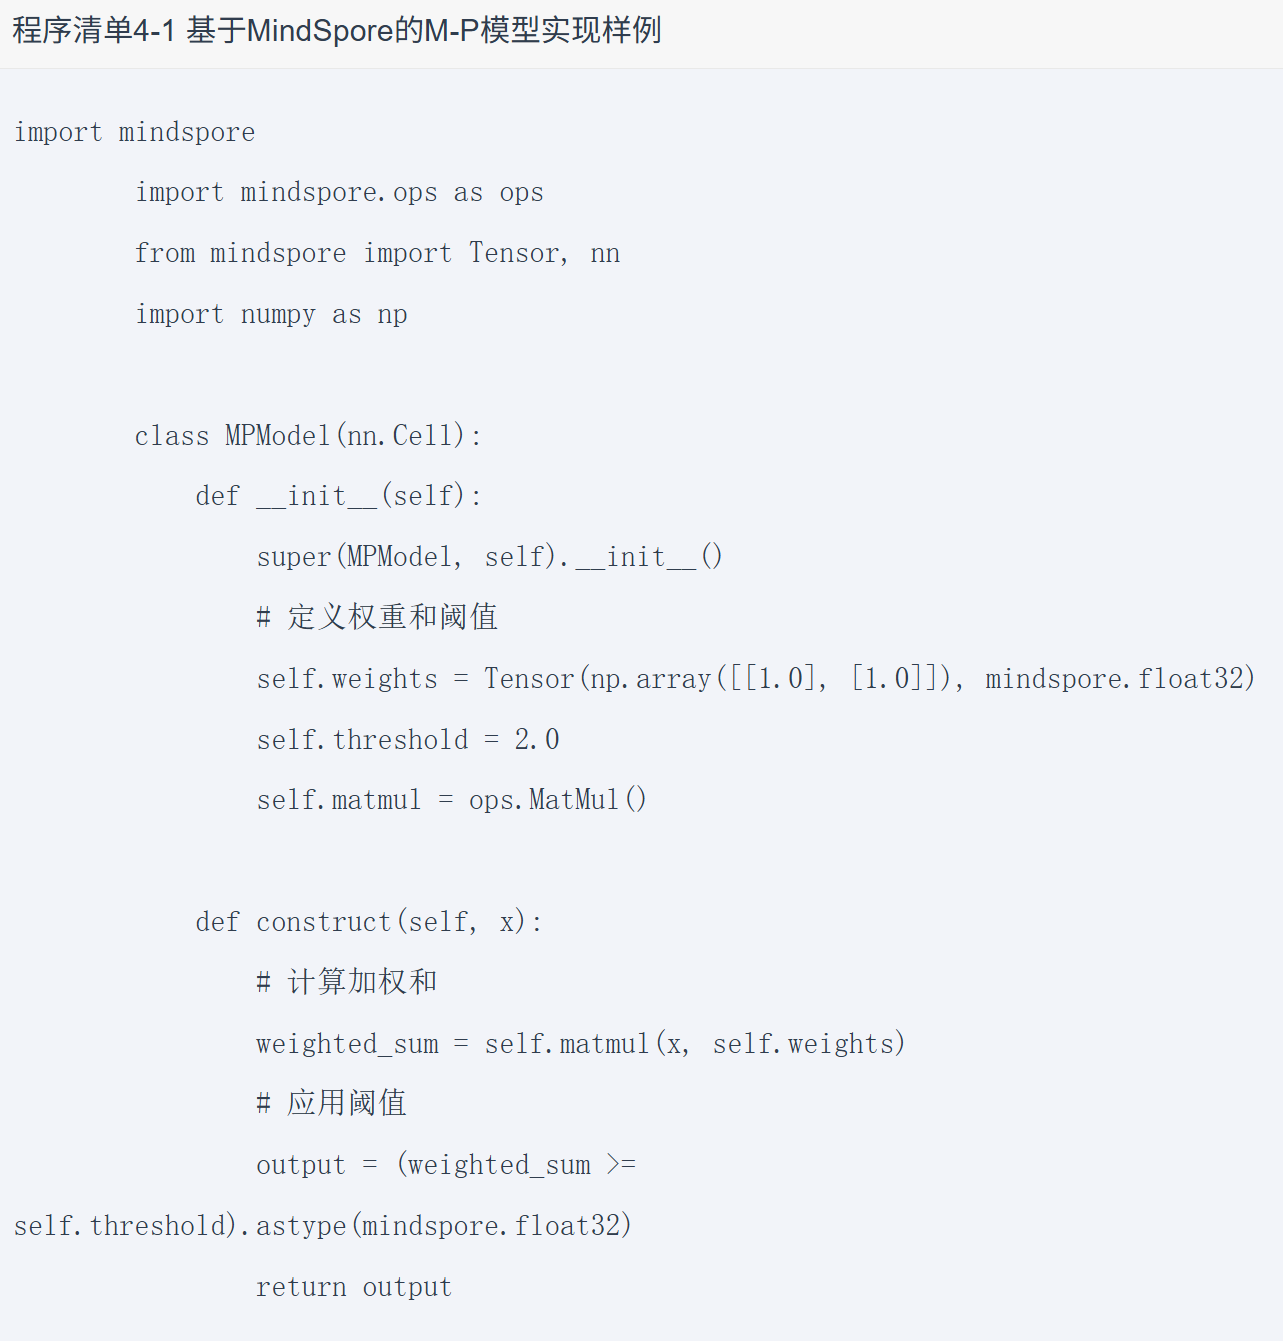 程序清单4-1 基于MindSpore的M-P模型实现样例
import mindspore
import mindspore.ops as ops
from mindspore import Tensor, nn
import numpy as np
class MPModel(nn.Cell):
def __init__(self):
super(MPModel, self).__init__()
# 定义权重和阈值
self.weights = Tensor(np.array([[1.0], [1.0]]), mindspore.float32)
self.threshold = 2.0
self.matmul = ops.MatMul()
def construct(self, x):
# 计算加权和
weighted_sum = self.matmul(x, self.weights)
# 应用阈值
output = (weighted_sum >=
self.threshold).astype(mindspore.float32)
return output